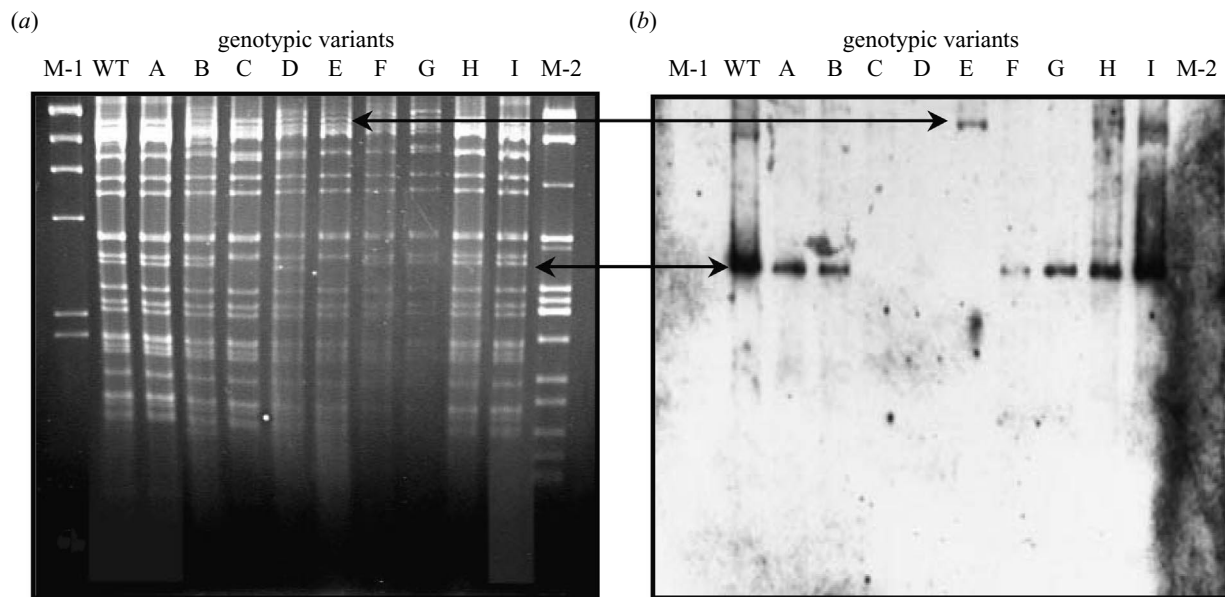 (a)
genotypic variants
M-1 WT A B C D E F G H I M-2
(b)
genotypic variants
M-1 WT A B C D E F G H I M-2